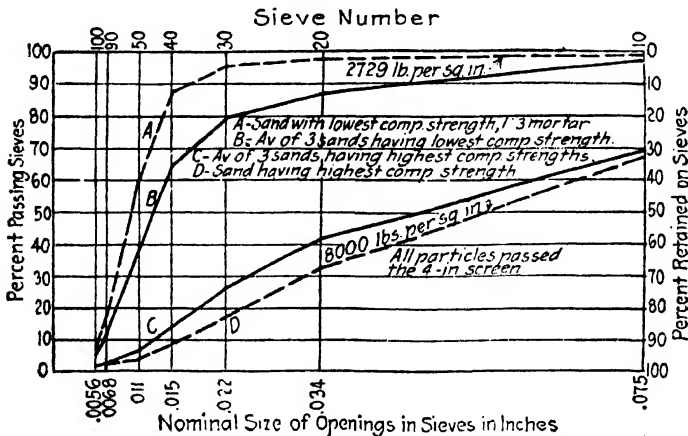 Sieve Number
100 90 50 40 30 20 10
Percent Passing Sieves
100 90 80 70 60 50 40 30 20 10 0
Percent Retained on Sieves
0 10 20 30 40 50 60 70 80 90 100
2729 lb. per sq. in.
A
B
A-Sand with lowest comp. strength, 1:3 mortar
B= Av of 3 sands having lowest comp strength.
C- Av of 3 sands, having highest comp. strengths.
D- Sand having highest comp strength
8000 lbs. per sq in.
All particles passed
the 4-in screen
C
D
.0056 .0068 .011 .015 .022 .034 .075
Nominal Size of Openings in Sieves in Inches